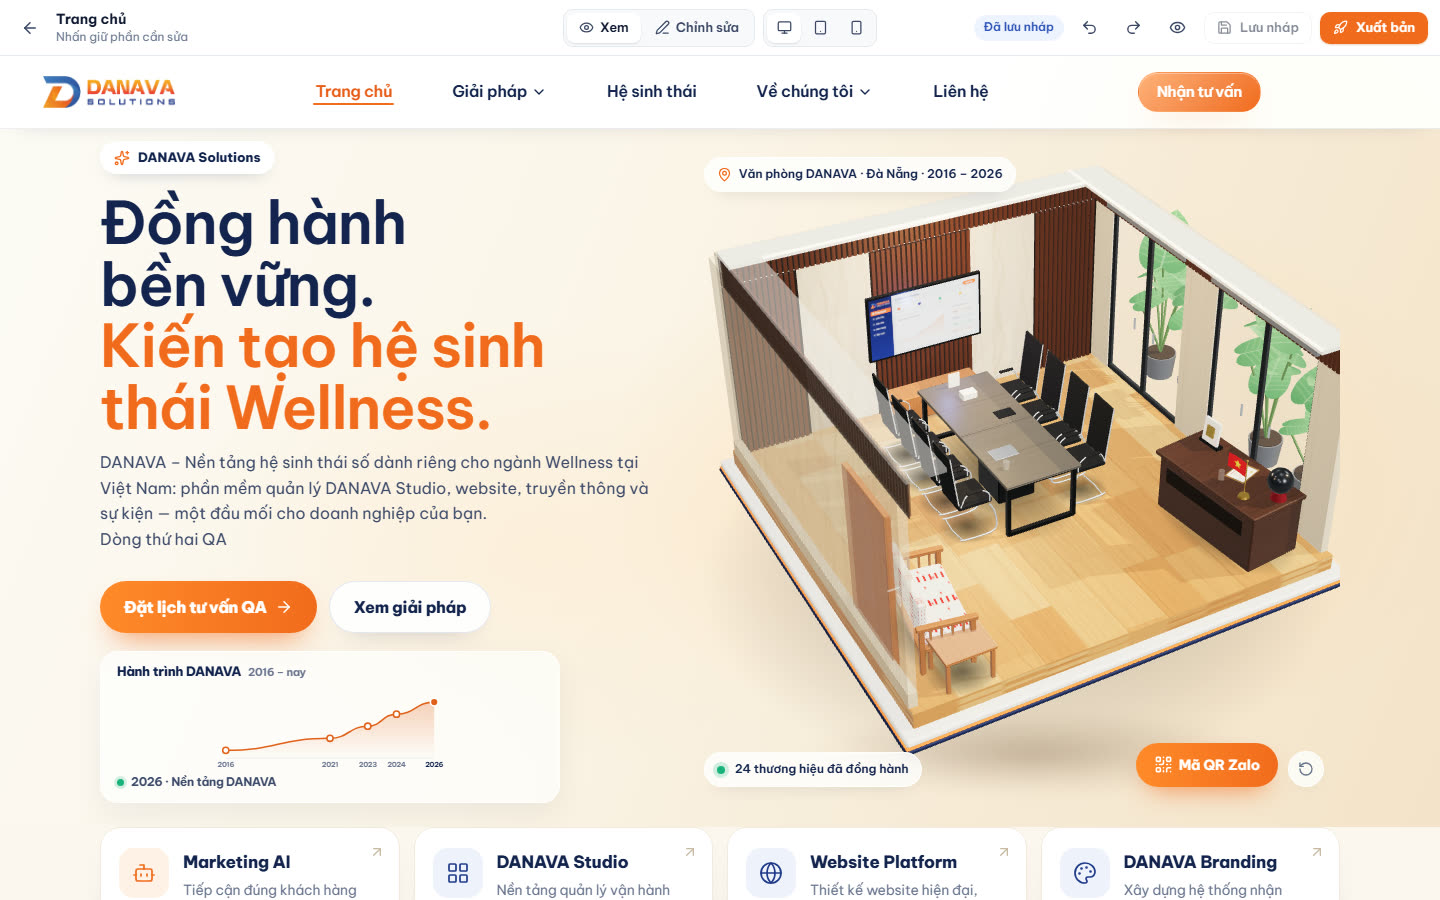 Trang chủ
Nhấn giữ phần cần sửa
Xem
Chỉnh sửa
Đã lưu nháp
Lưu nháp
Xuất bản
DANAVA
SOLUTIONS
Trang chủ
Giải pháp
Hệ sinh thái
Về chúng tôi
Liên hệ
Nhận tư vấn
DANAVA Solutions
Đồng hành
bền vững.
Kiến tạo hệ sinh
thái Wellness.
DANAVA – Nền tảng hệ sinh thái số dành riêng cho ngành Wellness tại
Việt Nam: phần mềm quản lý DANAVA Studio, website, truyền thông và
sự kiện — một đầu mối cho doanh nghiệp của bạn.
Dòng thứ hai QA
Đặt lịch tư vấn QA
Xem giải pháp
Hành trình DANAVA 2016 – nay
2016 2021 2023 2024 2026
2026 · Nền tảng DANAVA
Văn phòng DANAVA · Đà Nẵng · 2016 – 2026
24 thương hiệu đã đồng hành
Mã QR Zalo
Marketing AI
Tiếp cận đúng khách hàng
DANAVA Studio
Nền tảng quản lý vận hành
Website Platform
Thiết kế website hiện đại,
DANAVA Branding
Xây dựng hệ thống nhận